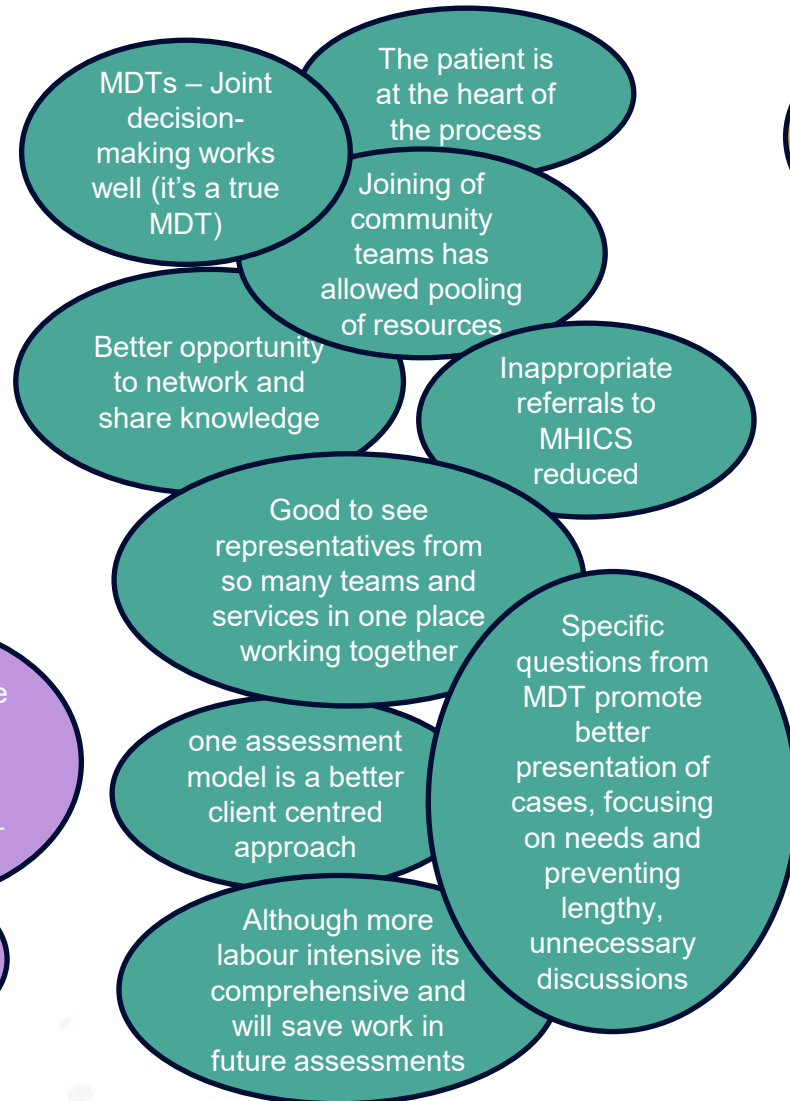 MDTs – Joint
decision-
making works
well (it's a true
MDT)
The patient is
at the heart of
the process
Joining of
community
teams has
allowed pooling
of resources
Better opportunity
to network and
share knowledge
Inappropriate
referrals to
MHICS
reduced
Good to see
representatives from
so many teams and
services in one place
working together
Specific
questions from
MDT promote
better
presentation of
cases, focusing
on needs and
preventing
lengthy,
unnecessary
discussions
one assessment
model is a better
client centred
approach
Although more
labour intensive its
comprehensive and
will save work in
future assessments